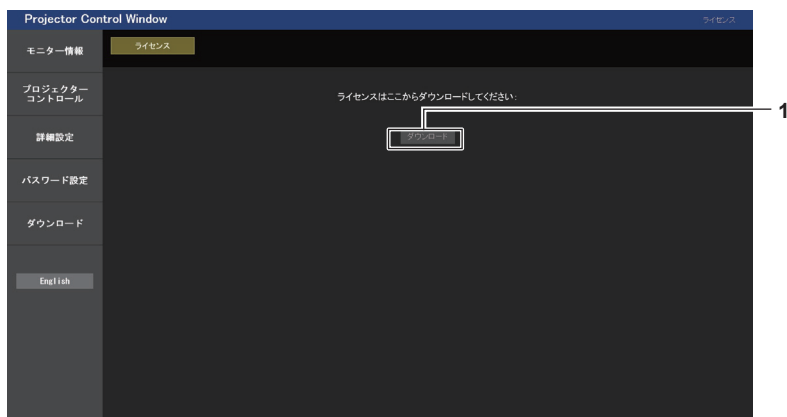 Projector Control Window
ライセンス
モニター情報
ライセンス
プロジェクター
コントロール
ライセンスはここからダウンロードしてください:
1
ダウンロード
詳細設定
パスワード設定
ダウンロード
English